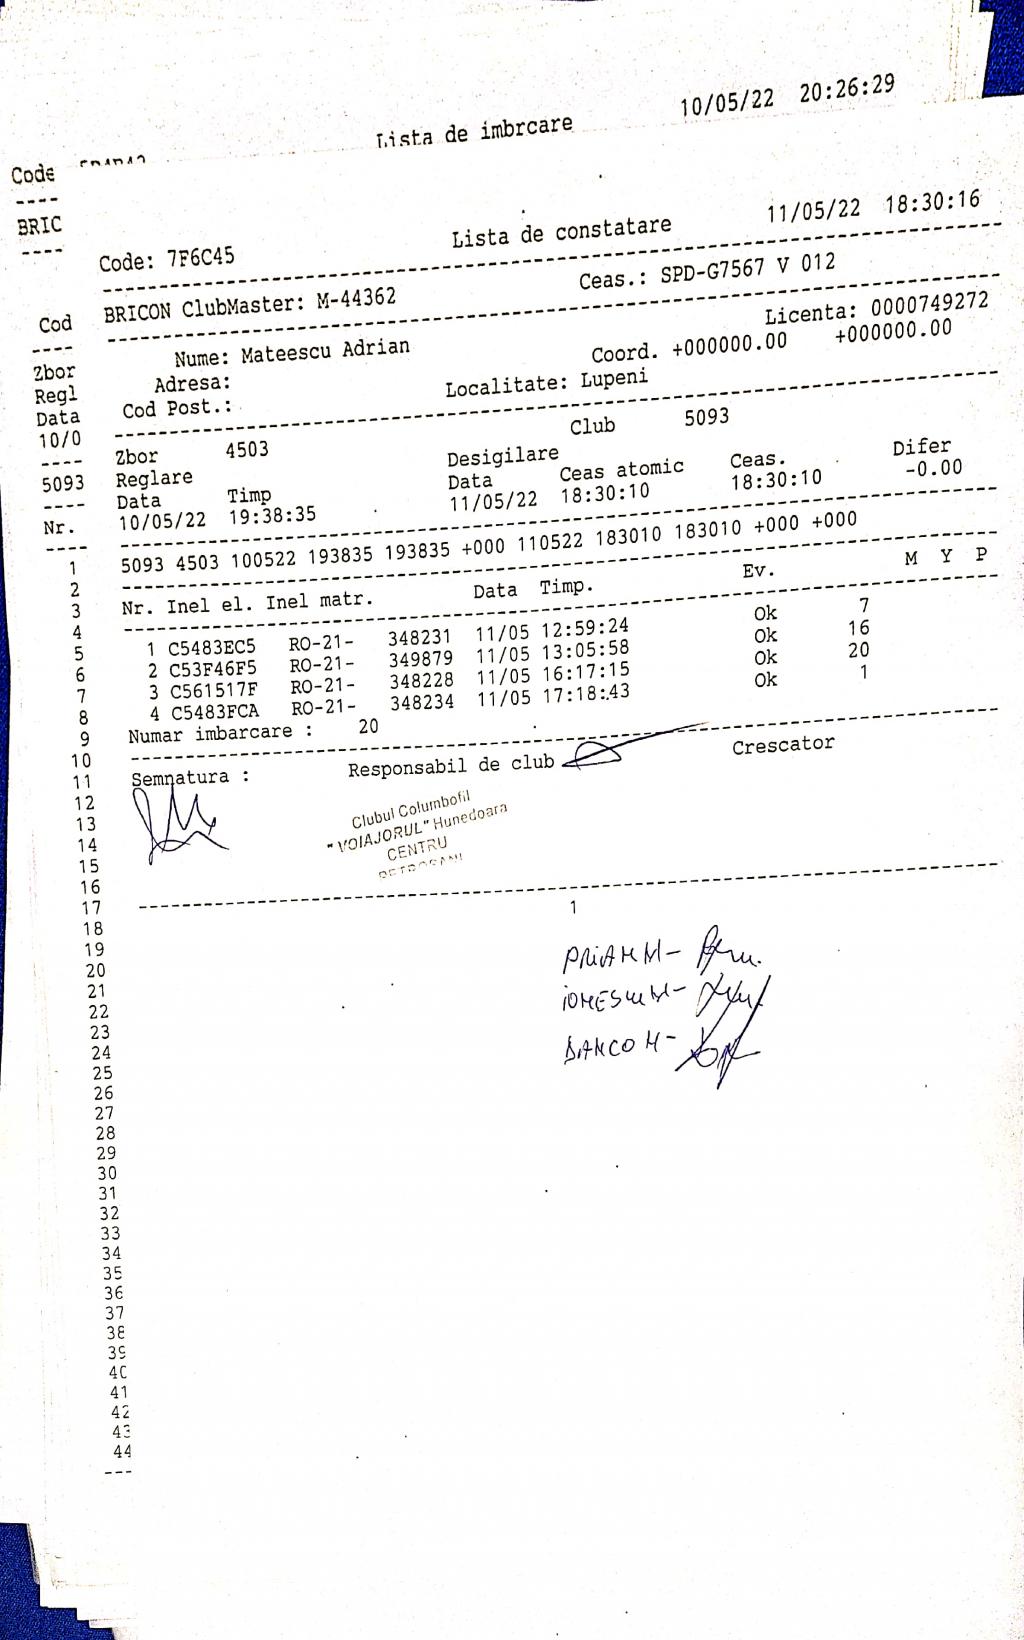 10/05/22 20:26:29
Lista de imbrcare
Code
----
BRIC
----
Cod
----
Zbor
Regl
Data
10/0
----
5093
----
Nr.
----
1
2
3
4
5
6
7
8
9
10
11
12
13
14
15
16
17
18
19
20
21
22
23
24
25
26
27
28
29
30
31
32
33
34
35
36
37
38
39
40
41
42
43
44
---
11/05/22 18:30:16
Lista de constatare
Code: 7F6C45
BRICON ClubMaster: M-44362 Ceas.: SPD-G7567 V 012
Licenta: 0000749272
Nume: Mateescu Adrian Coord. +000000.00 +000000.00
Adresa:
Cod Post.: Localitate: Lupeni
Zbor 4503 Club 5093
Reglare Desigilare
Data Timp Data Ceas atomic Ceas. Difer
10/05/22 19:38:35 11/05/22 18:30:10 18:30:10 -0.00
5093 4503 100522 193835 193835 +000 110522 183010 183010 +000 +000
Nr. Inel el. Inel matr. Data Timp. Ev. M Y P
1 C5483EC5 RO-21- 348231 11/05 12:59:24 Ok 7
2 C53F46F5 RO-21- 349879 11/05 13:05:58 Ok 16
3 C561517F RO-21- 348228 11/05 16:17:15 Ok 20
4 C5483FCA RO-21- 348234 11/05 17:18:43 Ok 1
Numar imbarcare : 20
Semnatura : Responsabil de club Crescator
Clubul Columbofil
"VOIAJORUL" Hunedoara
CENTRU
PETROSANI
1
PRIAM M-
IONESCU M-
DANCO M-